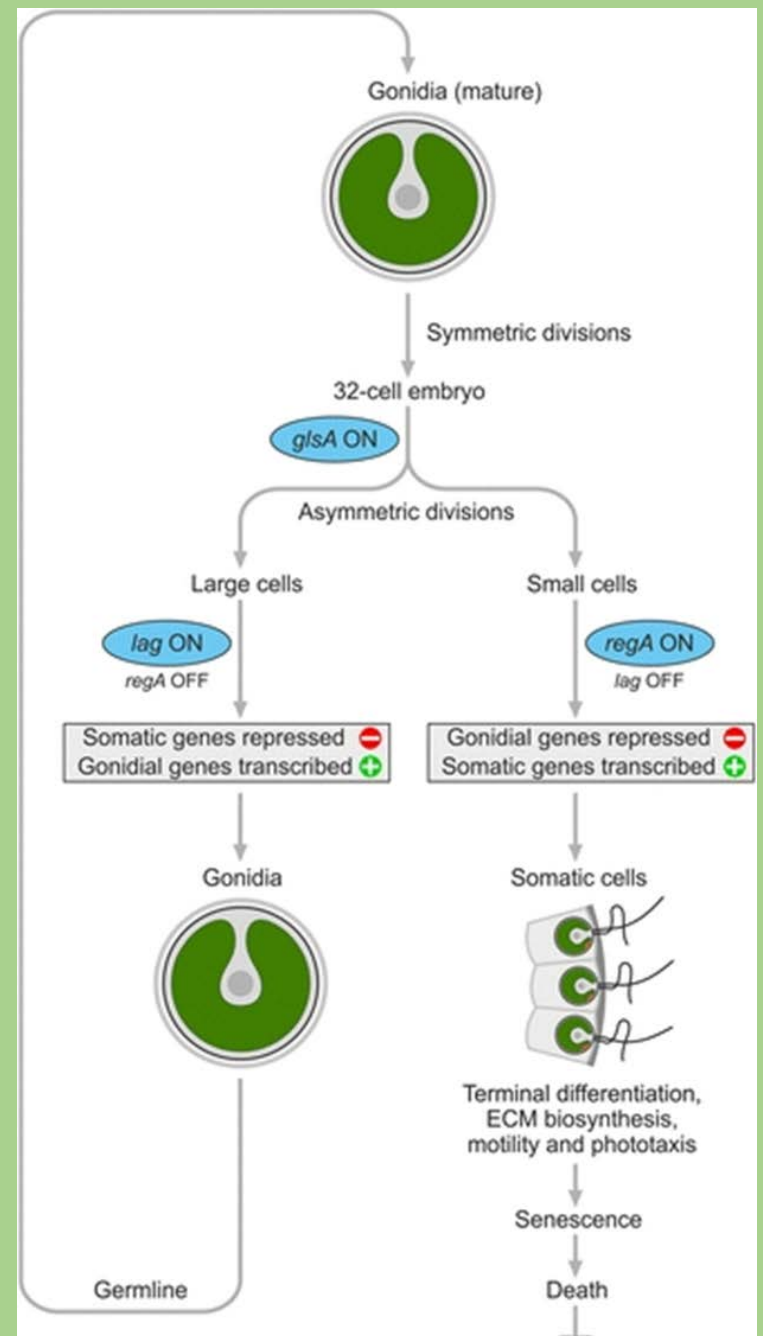 Gonidia (mature)
Symmetric divisions
32-cell embryo
glsA ON
Asymmetric divisions
Large cells
Small cells
lag ON
regA OFF
regA ON
lag OFF
Somatic genes repressed
Gonidial genes transcribed
Gonidial genes repressed
Somatic genes transcribed
Gonidia
Somatic cells
Terminal differentiation,
ECM biosynthesis,
motility and phototaxis
Senescence
Germline
Death